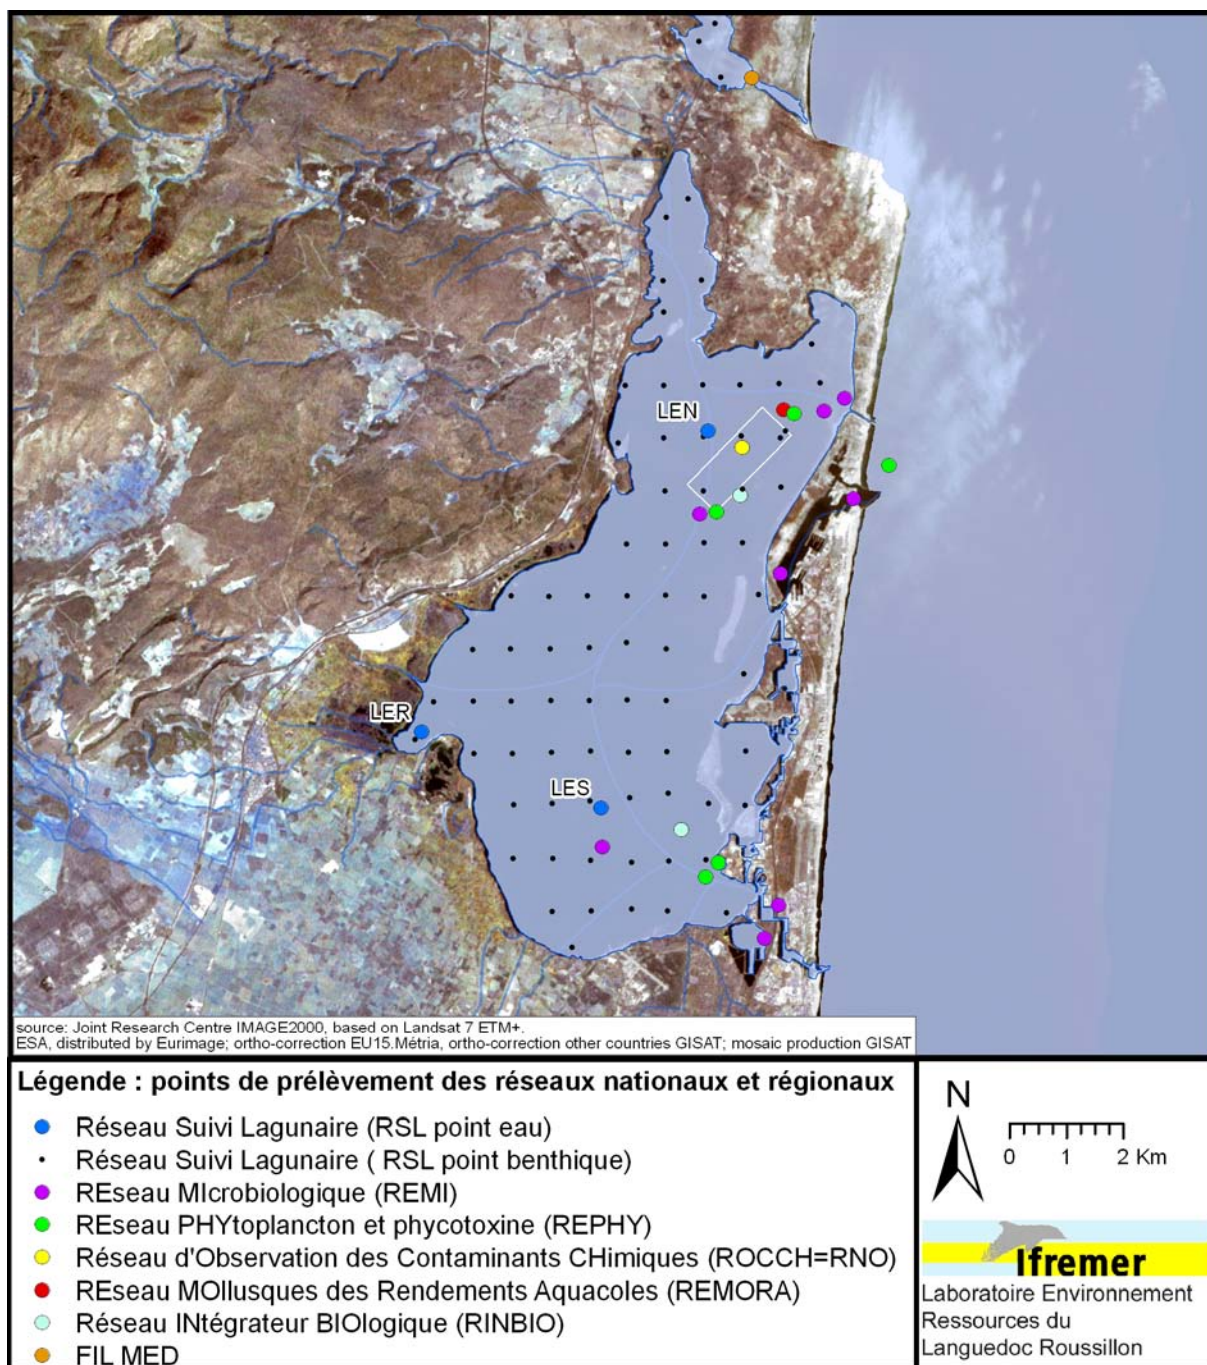 LEN
LER
LES
source: Joint Research Centre IMAGE2000, based on Landsat 7 ETM+.
ESA, distributed by Eurimage; ortho-correction EU15.Métria, ortho-correction other countries GISAT; mosaic production GISAT
Légende : points de prélèvement des réseaux nationaux et régionaux
Réseau Suivi Lagunaire (RSL point eau)
Réseau Suivi Lagunaire ( RSL point benthique)
REseau MIcrobiologique (REMI)
REseau PHYtoplancton et phycotoxine (REPHY)
Réseau d'Observation des Contaminants CHimiques (ROCCH=RNO)
REseau MOllusques des Rendements Aquacoles (REMORA)
Réseau INtégrateur BIOlogique (RINBIO)
FIL MED
N
0 1 2 Km
Ifremer
Laboratoire Environnement
Ressources du
Languedoc Roussillon